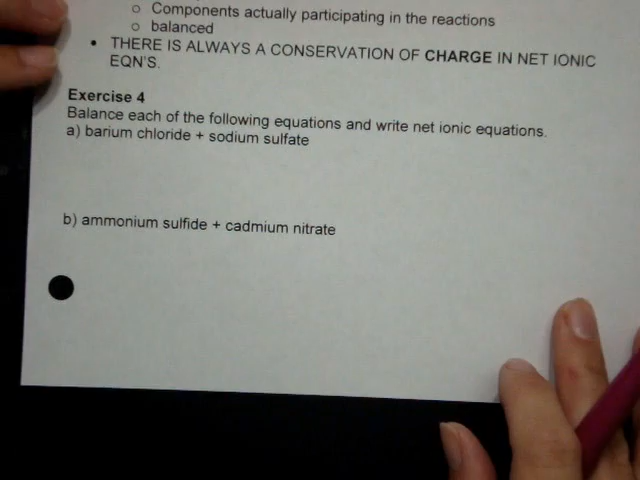 ○ Components actually participating in the reactions
○ balanced
• THERE IS ALWAYS A CONSERVATION OF CHARGE IN NET IONIC
EQN'S.
Exercise 4
Balance each of the following equations and write net ionic equations.
a) barium chloride + sodium sulfate
b) ammonium sulfide + cadmium nitrate